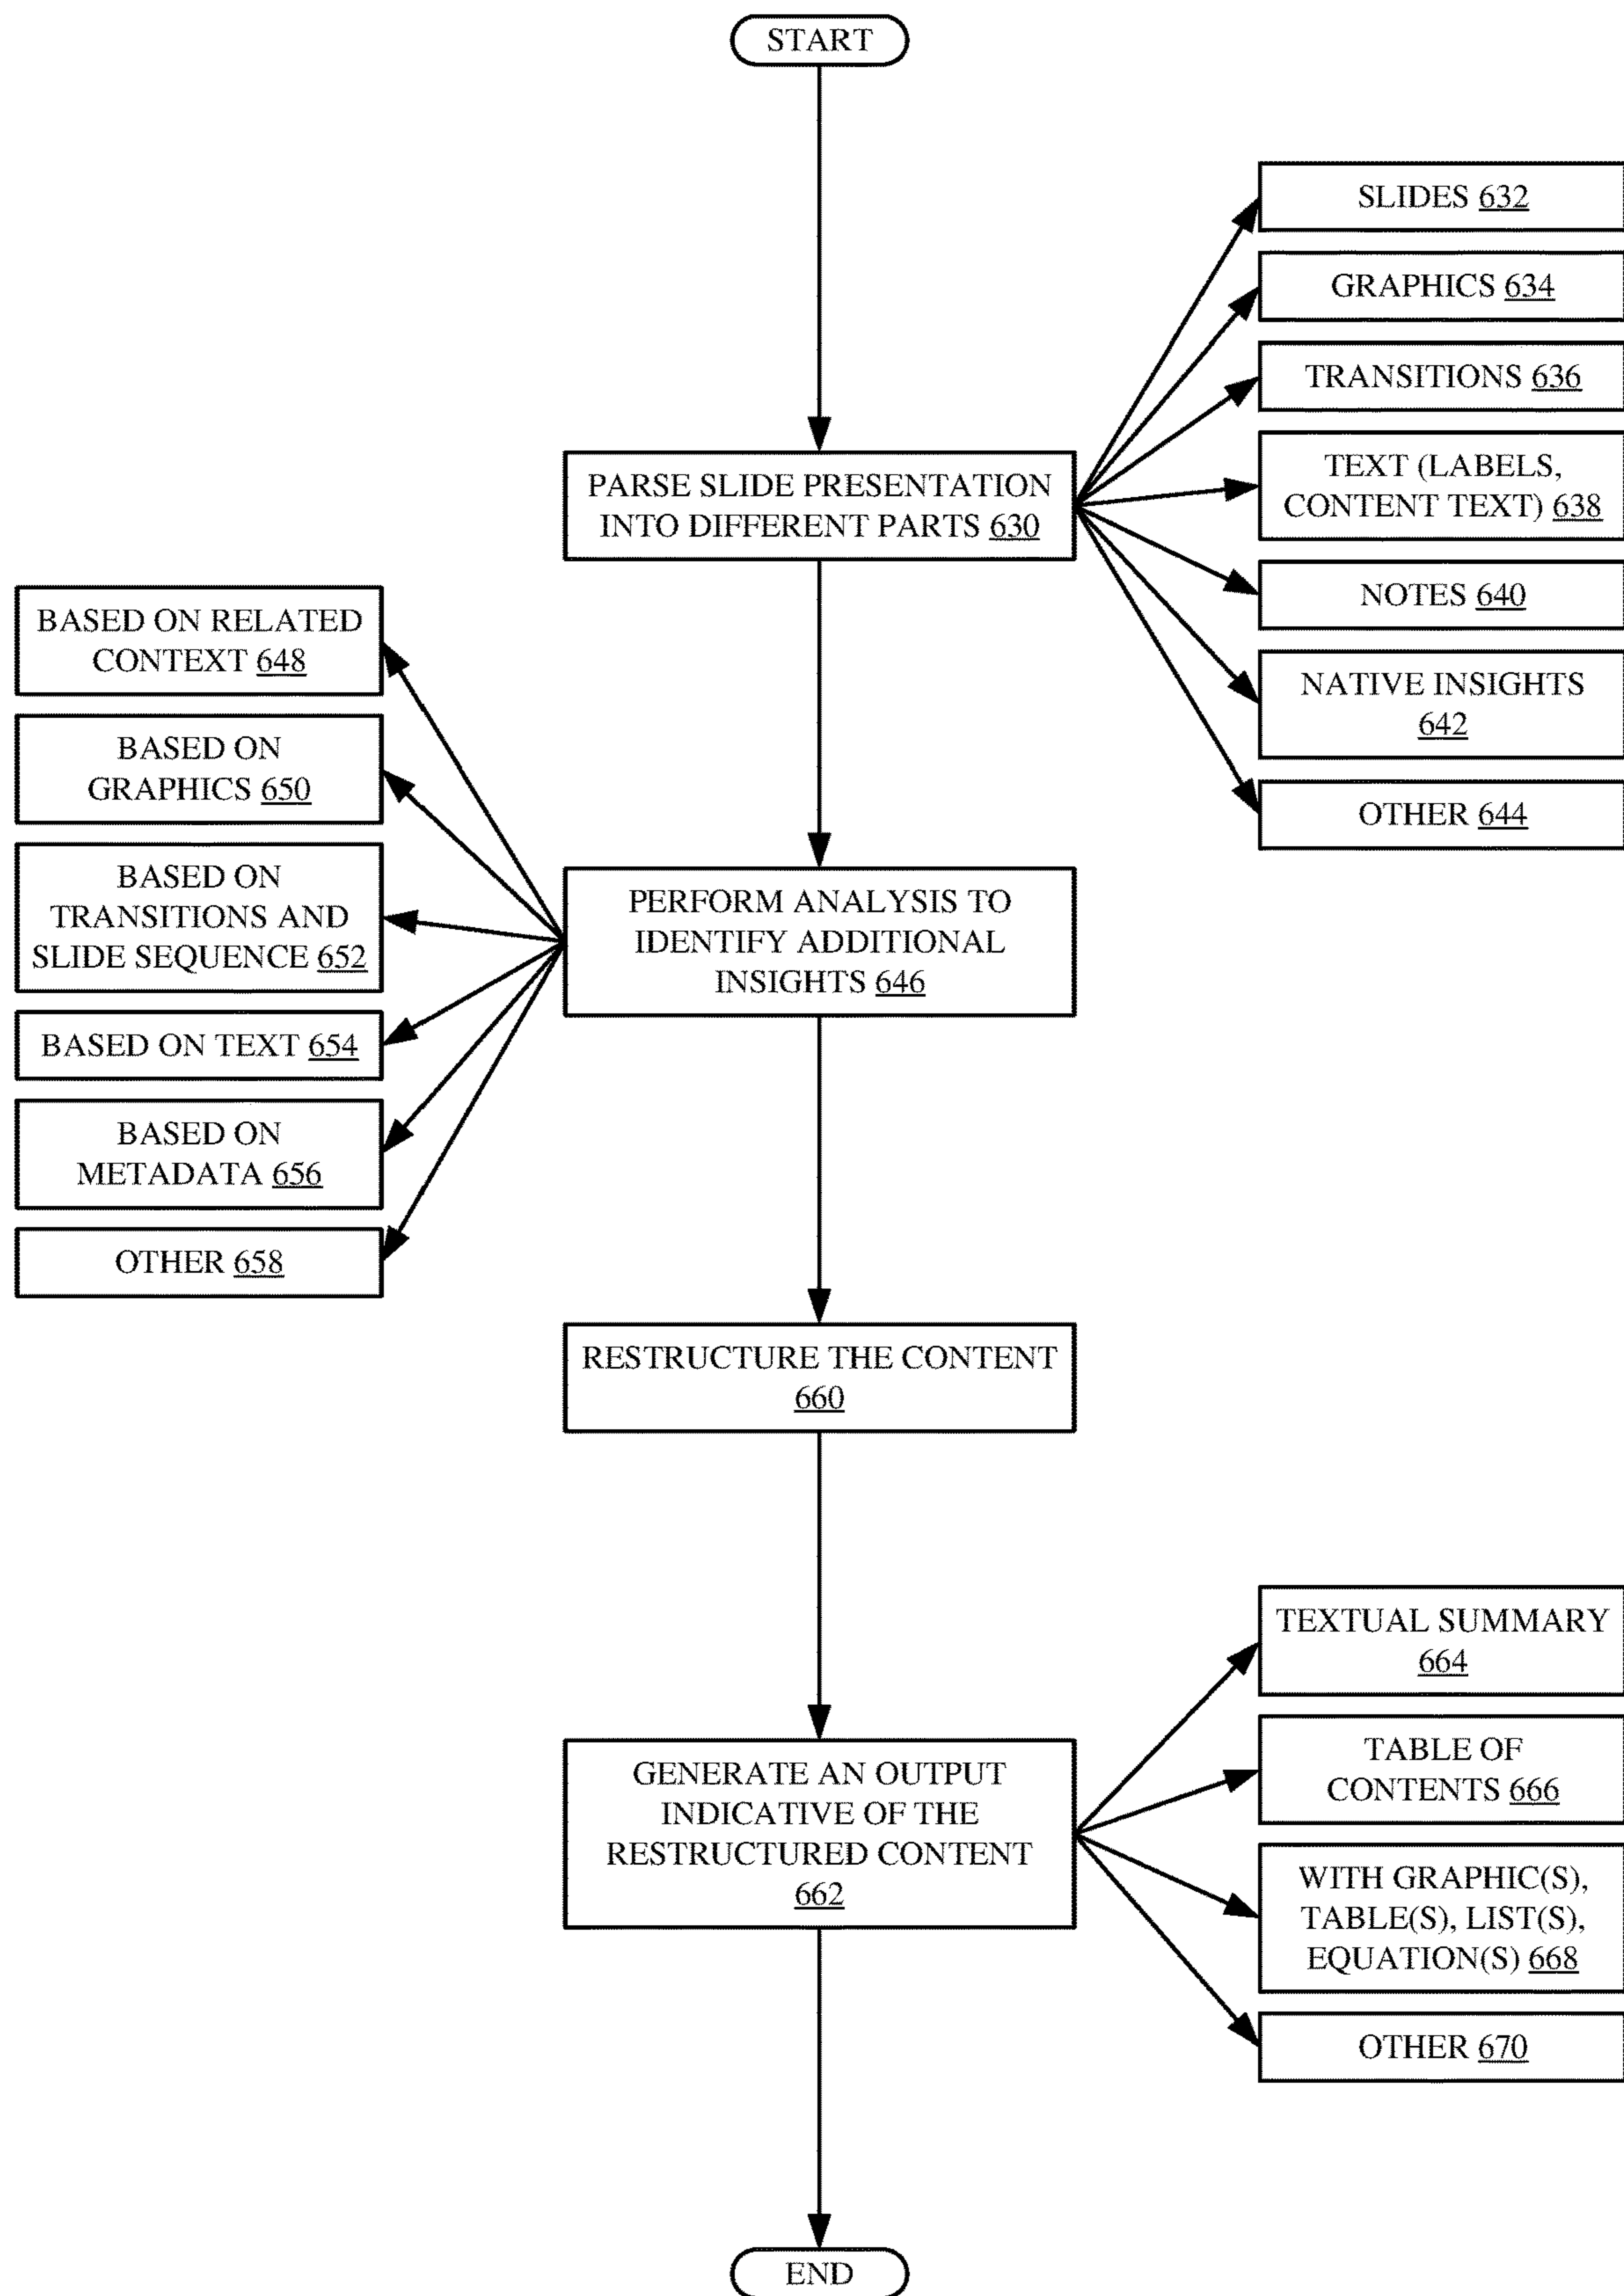 START
SLIDES 632
GRAPHICS 634
TRANSITIONS 636
TEXT (LABELS,
CONTENT TEXT) 638
NOTES 640
NATIVE INSIGHTS
642
OTHER 644
PARSE SLIDE PRESENTATION
INTO DIFFERENT PARTS 630
BASED ON RELATED
CONTEXT 648
BASED ON
GRAPHICS 650
BASED ON
TRANSITIONS AND
SLIDE SEQUENCE 652
BASED ON TEXT 654
BASED ON
METADATA 656
OTHER 658
PERFORM ANALYSIS TO
IDENTIFY ADDITIONAL
INSIGHTS 646
RESTRUCTURE THE CONTENT
660
GENERATE AN OUTPUT
INDICATIVE OF THE
RESTRUCTURED CONTENT
662
TEXTUAL SUMMARY
664
TABLE OF
CONTENTS 666
WITH GRAPHIC(S),
TABLE(S), LIST(S),
EQUATION(S) 668
OTHER 670
END